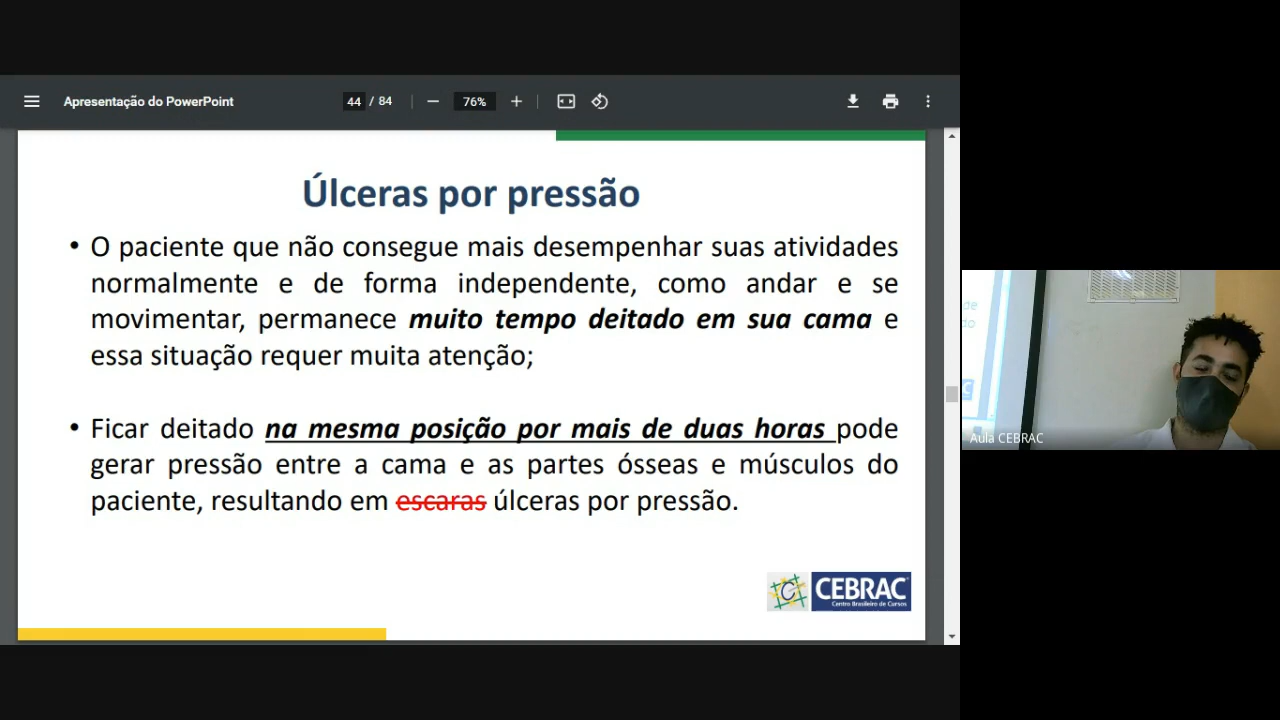 Apresentação do PowerPoint
44 / 84
76%
Úlceras por pressão
• O paciente que não consegue mais desempenhar suas atividades
normalmente e de forma independente, como andar e se
movimentar, permanece muito tempo deitado em sua cama e
essa situação requer muita atenção;
• Ficar deitado na mesma posição por mais de duas horas pode
gerar pressão entre a cama e as partes ósseas e músculos do
paciente, resultando em escaras úlceras por pressão.
C CEBRAC
Centro Brasileiro de Cursos
de
do
Aula CEBRAC